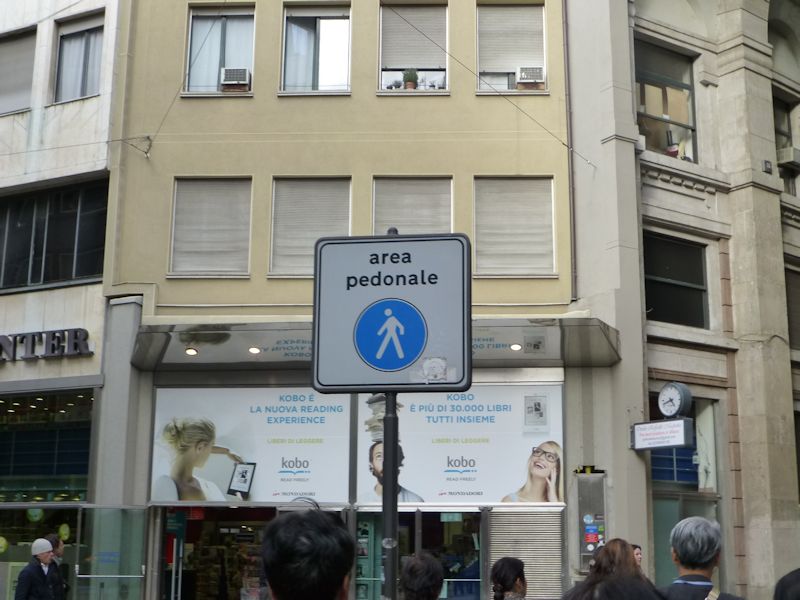 area
pedonale
NTER
KOBO È
LA NUOVA READING
EXPERIENCE
LIBERI DI LEGGERE
kobo
READ FREELY
MONDADORI
KOBO
È PIÙ DI 30.000 LIBRI
TUTTI INSIEME
LIBERI DI LEGGERE
kobo
READ FREELY
MONDADORI